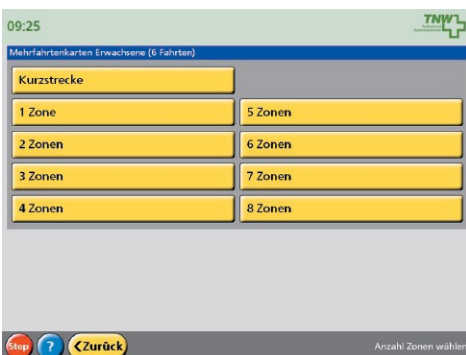 09:25
TNW
Mehrfahrtenkarten Erwachsene (6 Fahrten)
Kurzstrecke
1 Zone
5 Zonen
2 Zonen
6 Zonen
3 Zonen
7 Zonen
4 Zonen
8 Zonen
Stop ? Zurück
Anzahl Zonen wählen